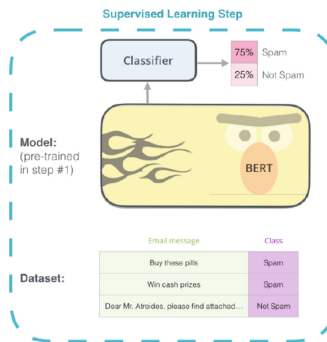 Supervised Learning Step
Classifier
75% Spam
25% Not Spam
Model:
(pre-trained
in step #1)
BERT
Dataset:
Email message Class
Buy these pills Spam
Win cash prizes Spam
Dear Mr. Atreides, please find attached... Not Spam